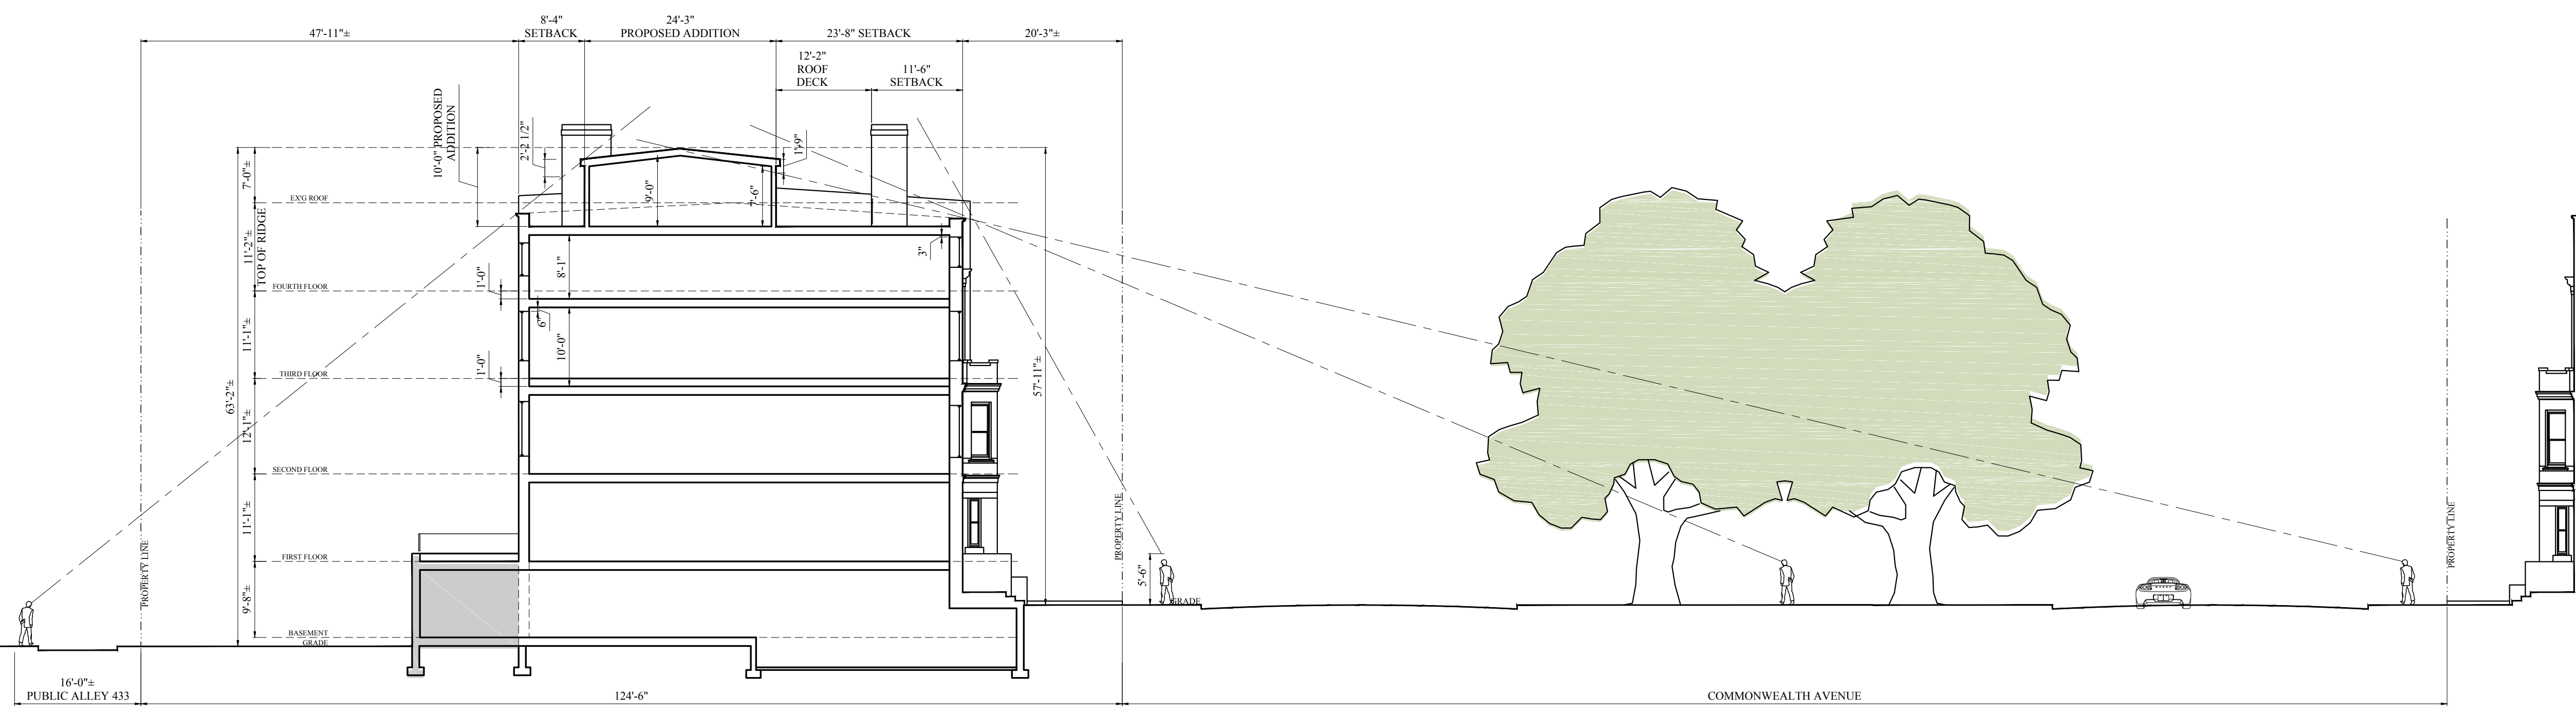 8'-4"
SETBACK
24'-3"
PROPOSED ADDITION
47'-11"±
23'-8" SETBACK
20'-3"±
12'-2"
ROOF
DECK
11'-6"
SETBACK
10'-0" PROPOSED
ADDITION
2'-2 1/2"
1'-9"
7'-0"±
9'-0"
7'-6"
EX'G ROOF
TOP OF RIDGE
11'-2"±
3"
8'-1"
1'-0"
FOURTH FLOOR
11'-1"±
6"
10'-0"
1'-0"
THIRD FLOOR
63'-2"±
57'-11"±
12'-1"±
SECOND FLOOR
11'-1"±
PROPERTY LINE
PROPERTY LINE
PROPERTY LINE
FIRST FLOOR
5'-6"
9'-8"±
GRADE
BASEMENT
GRADE
16'-0"±
PUBLIC ALLEY 433
124'-6"
COMMONWEALTH AVENUE